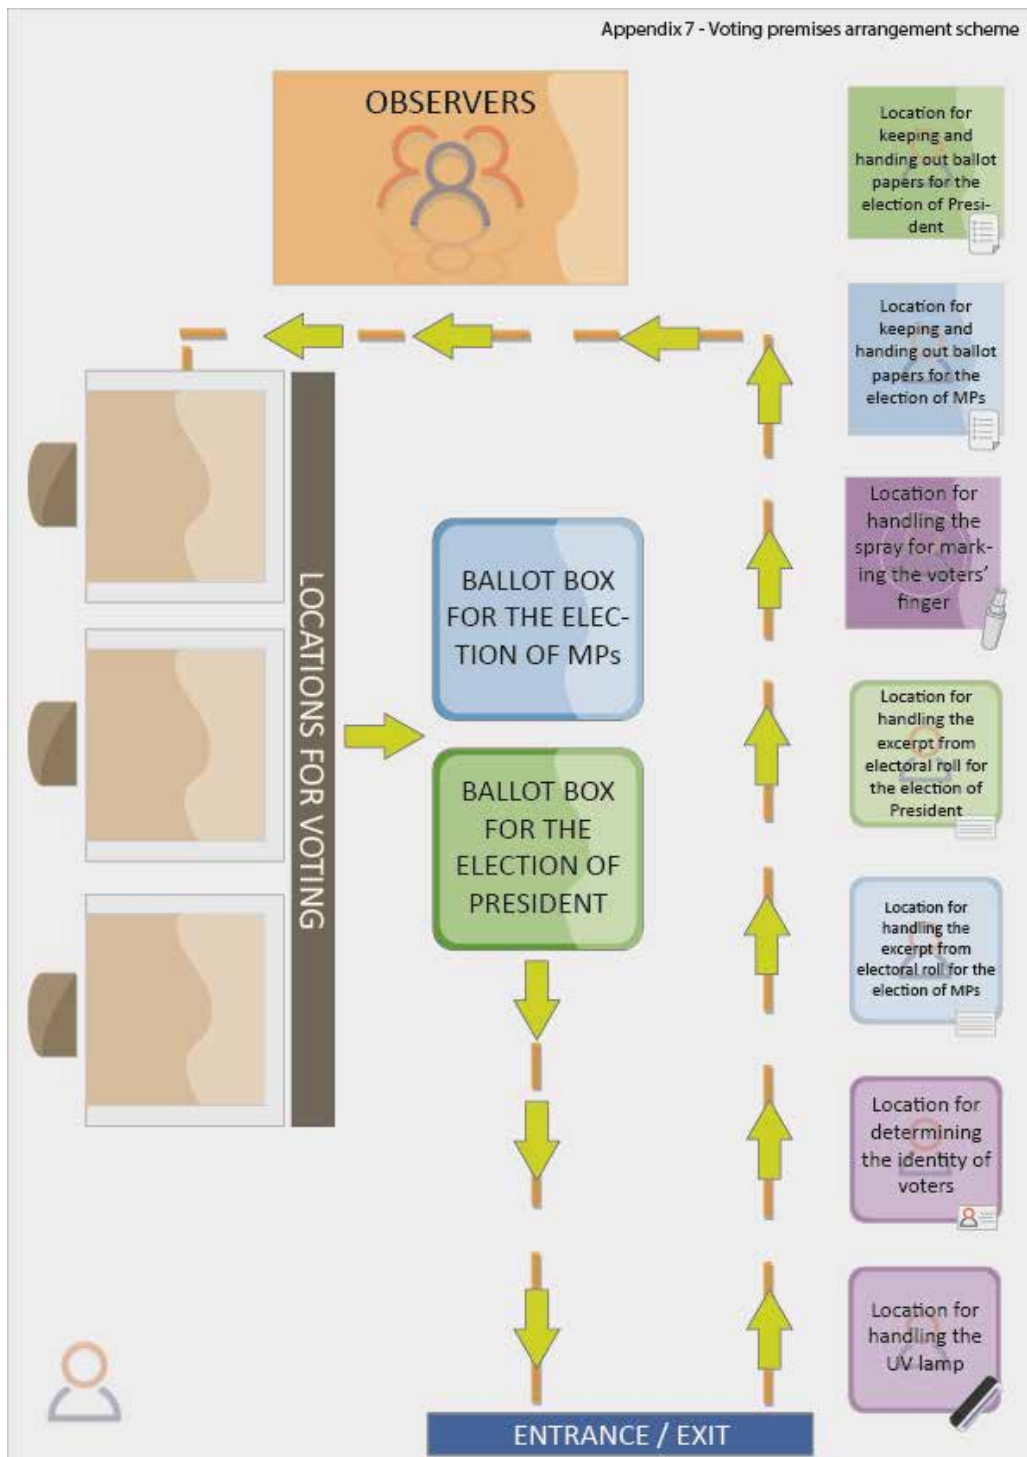 Appendix 7 - Voting premises arrangement scheme
OBSERVERS
Location for
keeping and
handing out ballot
papers for the
election of Presi-
dent
Location for
keeping and
handing out ballot
papers for the
election of MPs
Location for
handling the
spray for mark-
ing the voters'
finger
LOCATIONS FOR VOTING
BALLOT BOX
FOR THE ELEC-
TION OF MPs
BALLOT BOX
FOR THE
ELECTION OF
PRESIDENT
Location for
handling the
excerpt from
electoral roll for
the election of
President
Location for
handling the
excerpt from
electoral roll for the
election of MPs
Location for
determining
the identity of
voters
Location for
handling the
UV lamp
ENTRANCE / EXIT